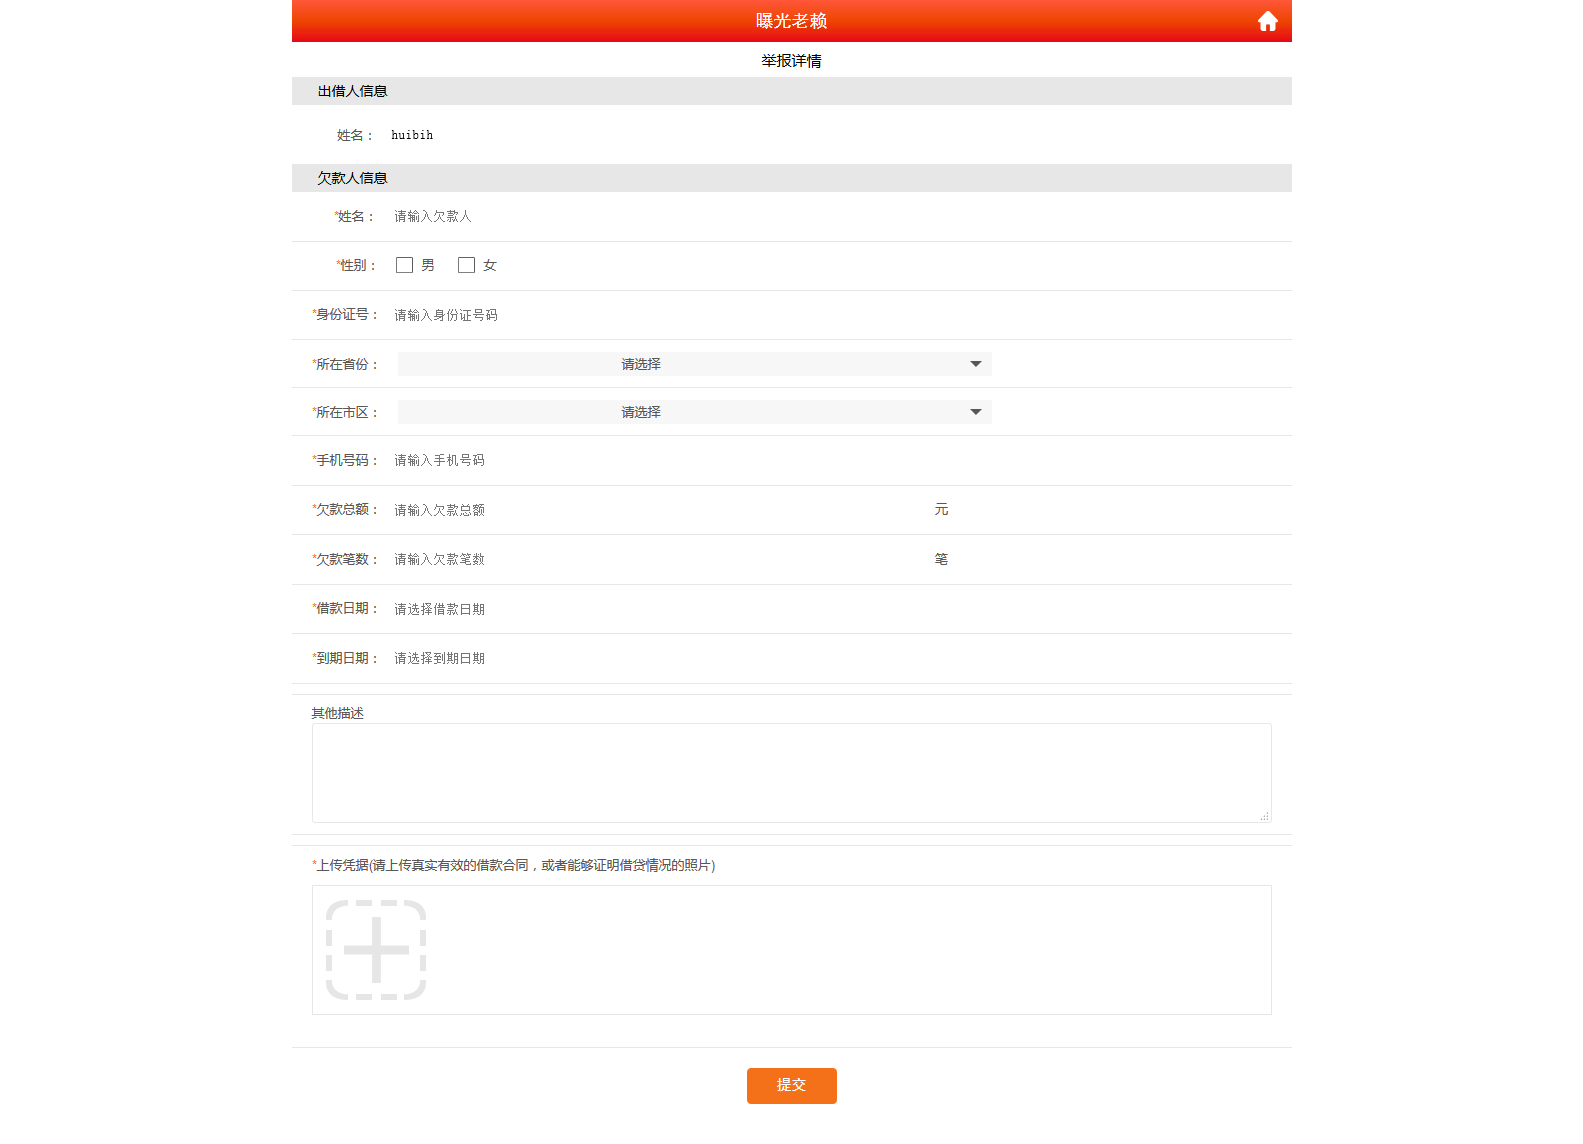 曝光老赖
举报详情
出借人信息
姓名： huibih
欠款人信息
*姓名： 请输入欠款人
*性别： 男 女
*身份证号： 请输入身份证号码
*所在省份： 请选择
*所在市区： 请选择
*手机号码： 请输入手机号码
*欠款总额： 请输入欠款总额 元
*欠款笔数： 请输入欠款笔数 笔
*借款日期： 请选择借款日期
*到期日期： 请选择到期日期
其他描述
*上传凭据(请上传真实有效的借款合同，或者能够证明借贷情况的照片)
提交